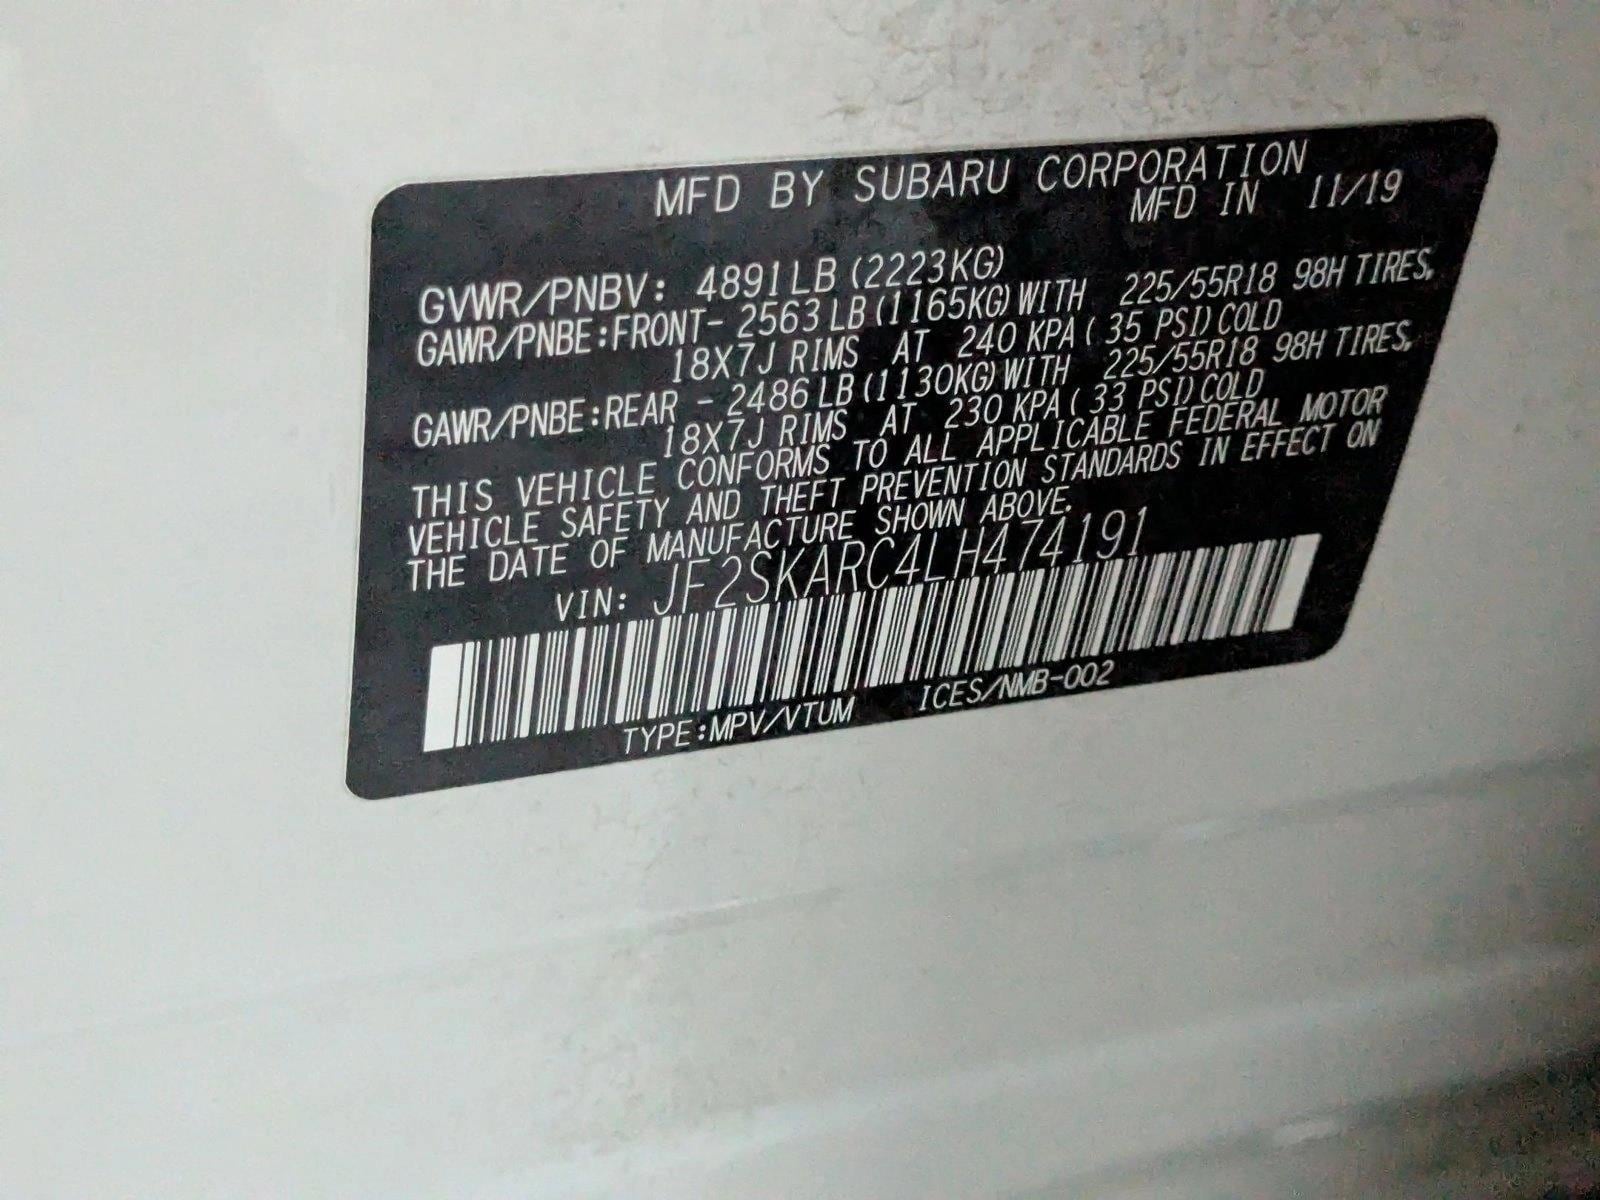 MFD BY SUBARU CORPORATION
MFD IN 11/19
GVWR/PNBV: 4891LB (2223KG)
GAWR/PNBE:FRONT- 2563 LB (1165KG) WITH 225/55R18 98H TIRES,
18X7J RIMS AT 240 KPA ( 35 PSI) COLD
GAWR/PNBE:REAR - 2486 LB (1130KG) WITH 225/55R18 98H TIRES,
18X7J RIMS AT 230 KPA ( 33 PSI) COLD
THIS VEHICLE CONFORMS TO ALL APPLICABLE FEDERAL MOTOR
VEHICLE SAFETY AND THEFT PREVENTION STANDARDS IN EFFECT ON
THE DATE OF MANUFACTURE SHOWN ABOVE.
VIN: JF2SKARC4LH474191
TYPE:MPV/VTUM ICES/NMB-002